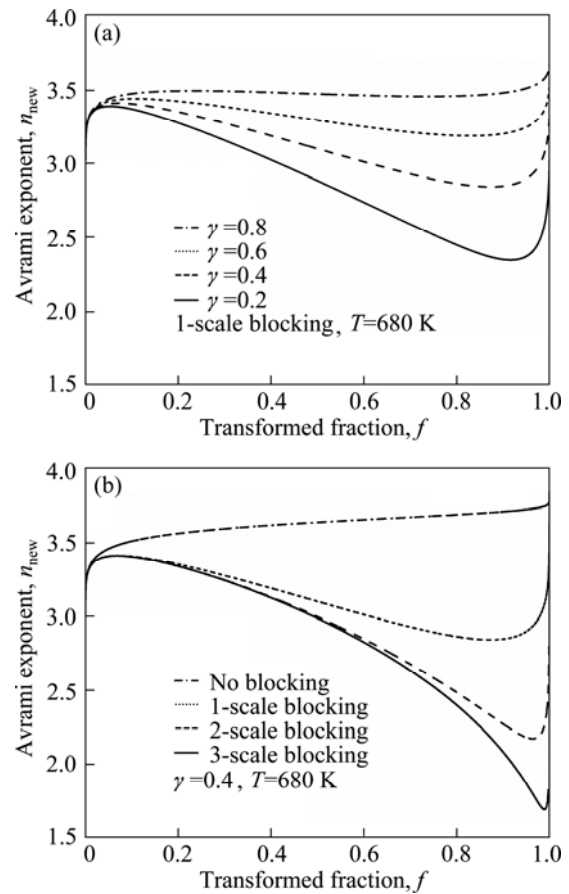 (a)
4.0
3.5
3.0
2.5
2.0
1.5
Avrami exponent, n_new
γ=0.8
γ=0.6
γ=0.4
γ=0.2
1-scale blocking, T=680 K
0 0.2 0.4 0.6 0.8 1.0
Transformed fraction, f
(b)
4.0
3.5
3.0
2.5
2.0
1.5
Avrami exponent, n_new
No blocking
1-scale blocking
2-scale blocking
3-scale blocking
γ=0.4, T=680 K
0 0.2 0.4 0.6 0.8 1.0
Transformed fraction, f